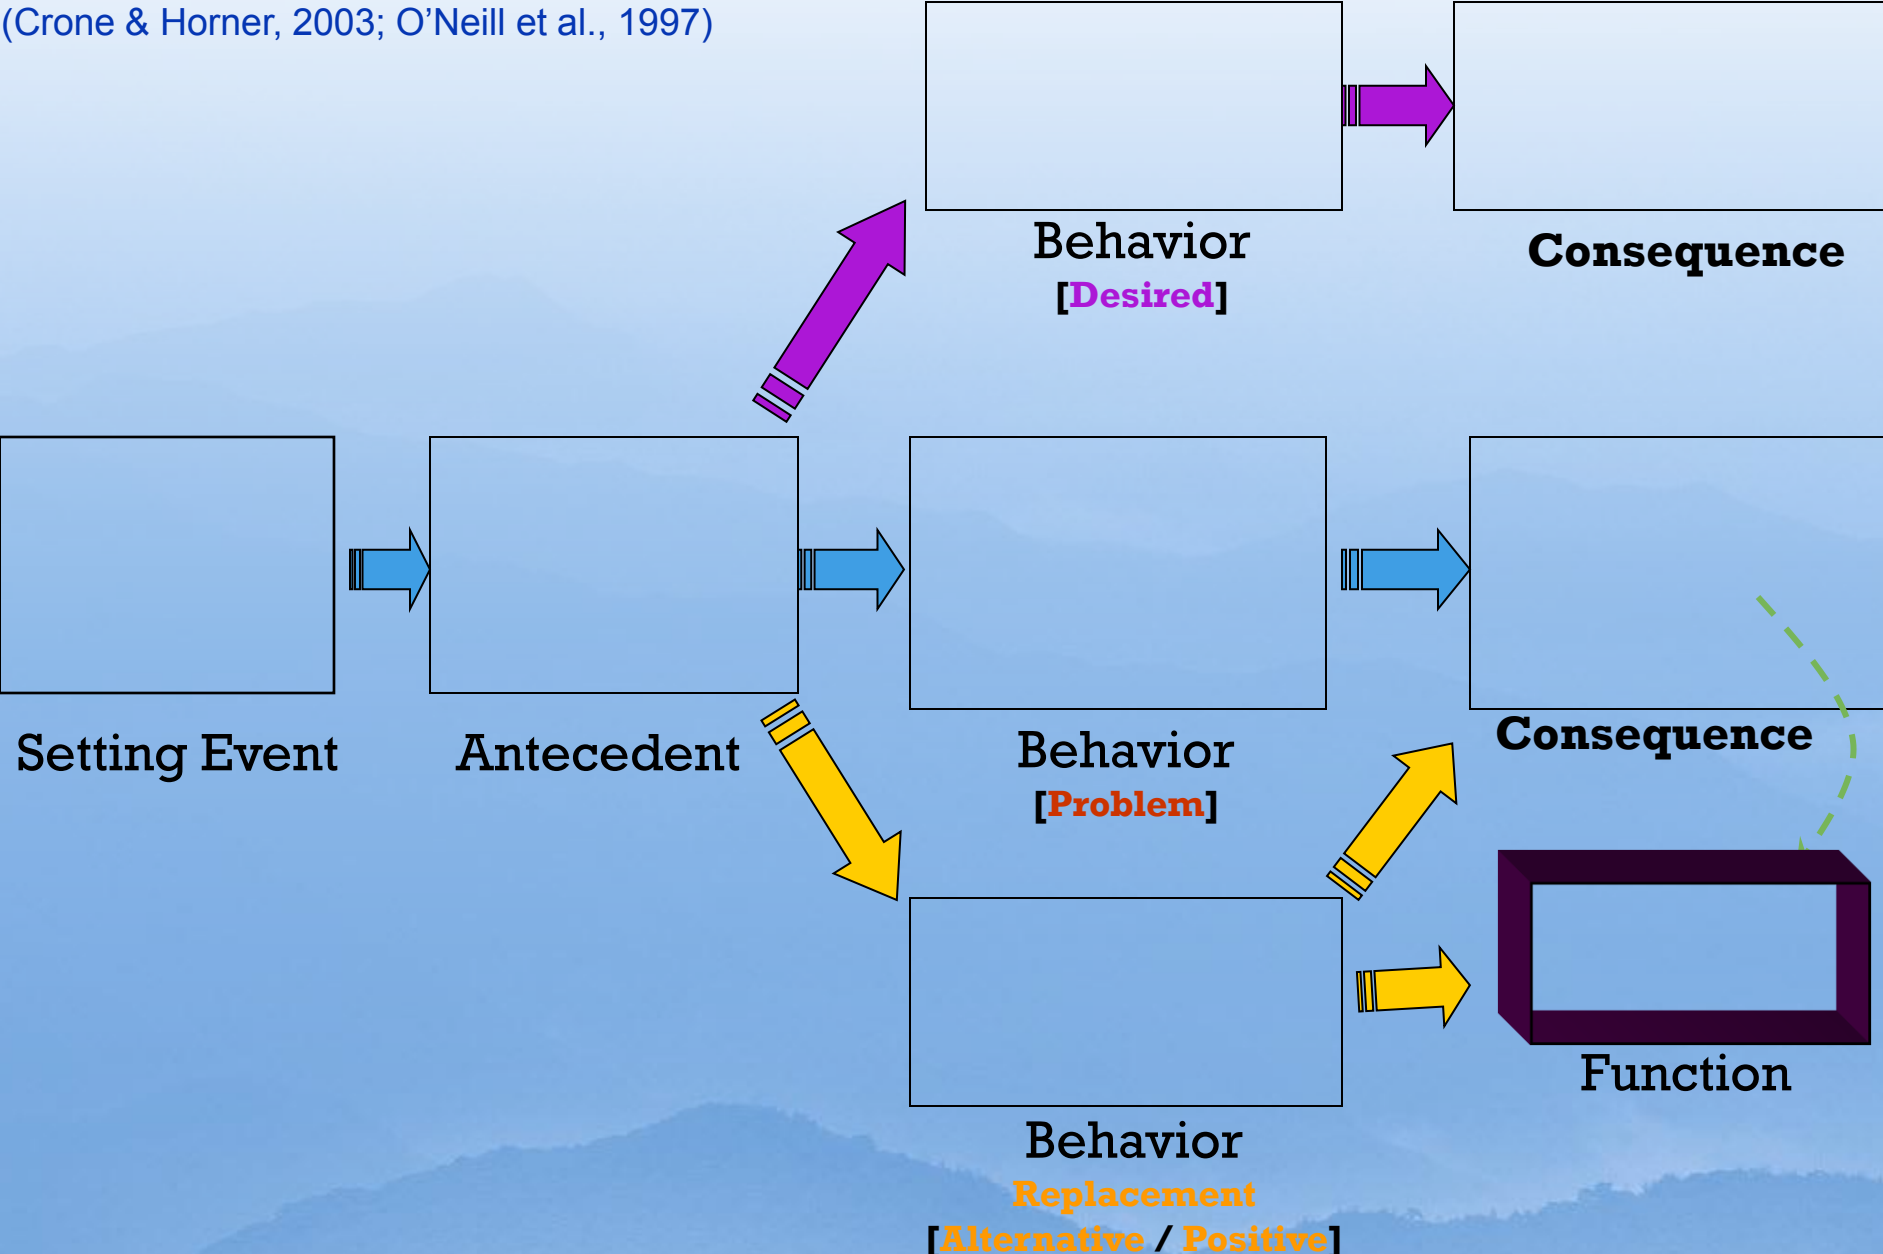 (Crone & Horner, 2003; O’Neill et al., 1997)
Behavior
[Desired]
Consequence
Setting Event
Antecedent
Behavior
[Problem]
Consequence
Function
Behavior
Replacement
[Alternative / Positive]